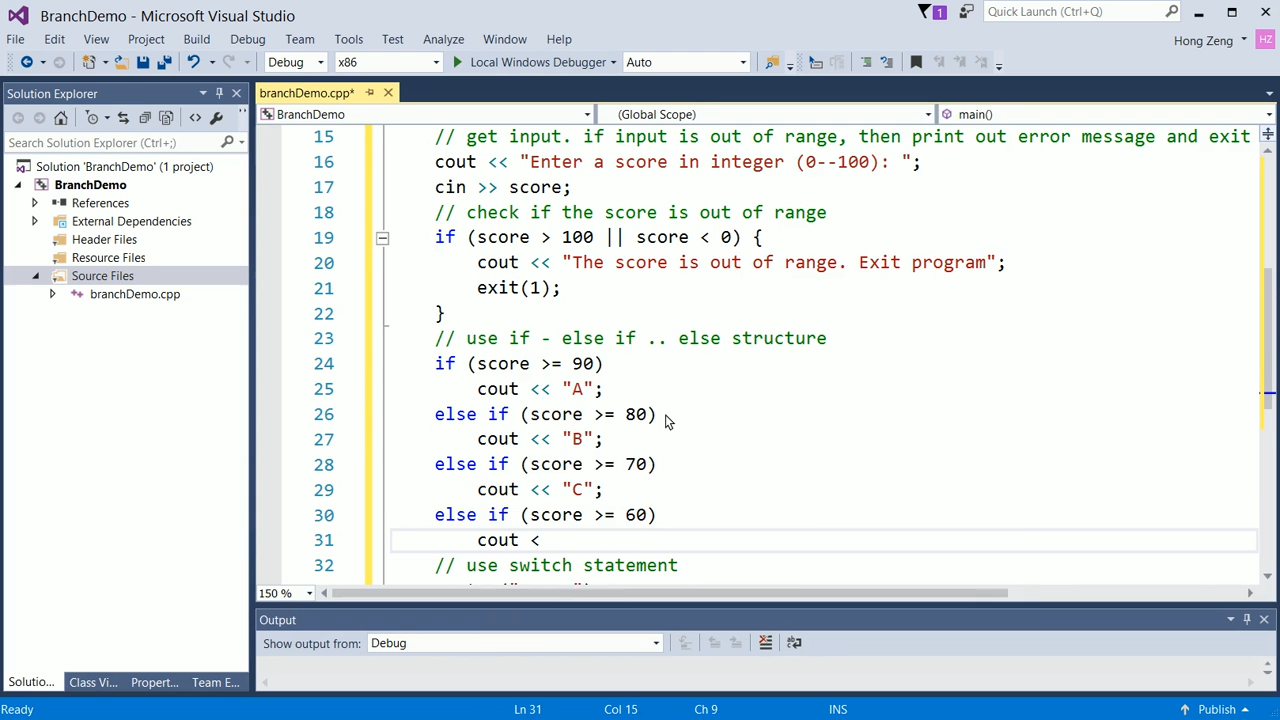 BranchDemo - Microsoft Visual Studio
1
Quick Launch (Ctrl+Q)
File Edit View Project Build Debug Team Tools Test Analyze Window Help
Hong Zeng HZ
Debug x86 Local Windows Debugger Auto
Solution Explorer
branchDemo.cpp*
BranchDemo (Global Scope) main()
Search Solution Explorer (Ctrl+;)
Solution 'BranchDemo' (1 project)
BranchDemo
References
External Dependencies
Header Files
Resource Files
Source Files
branchDemo.cpp
15 // get input. if input is out of range, then print out error message and exit
16 cout << "Enter a score in integer (0--100): ";
17 cin >> score;
18 // check if the score is out of range
19 if (score > 100 || score < 0) {
20 cout << "The score is out of range. Exit program";
21 exit(1);
22 }
23 // use if - else if .. else structure
24 if (score >= 90)
25 cout << "A";
26 else if (score >= 80)
27 cout << "B";
28 else if (score >= 70)
29 cout << "C";
30 else if (score >= 60)
31 cout <
32 // use switch statement
150 %
Output
Show output from: Debug
Solutio... Class Vi... Propert... Team E...
Ready Ln 31 Col 15 Ch 9 INS Publish